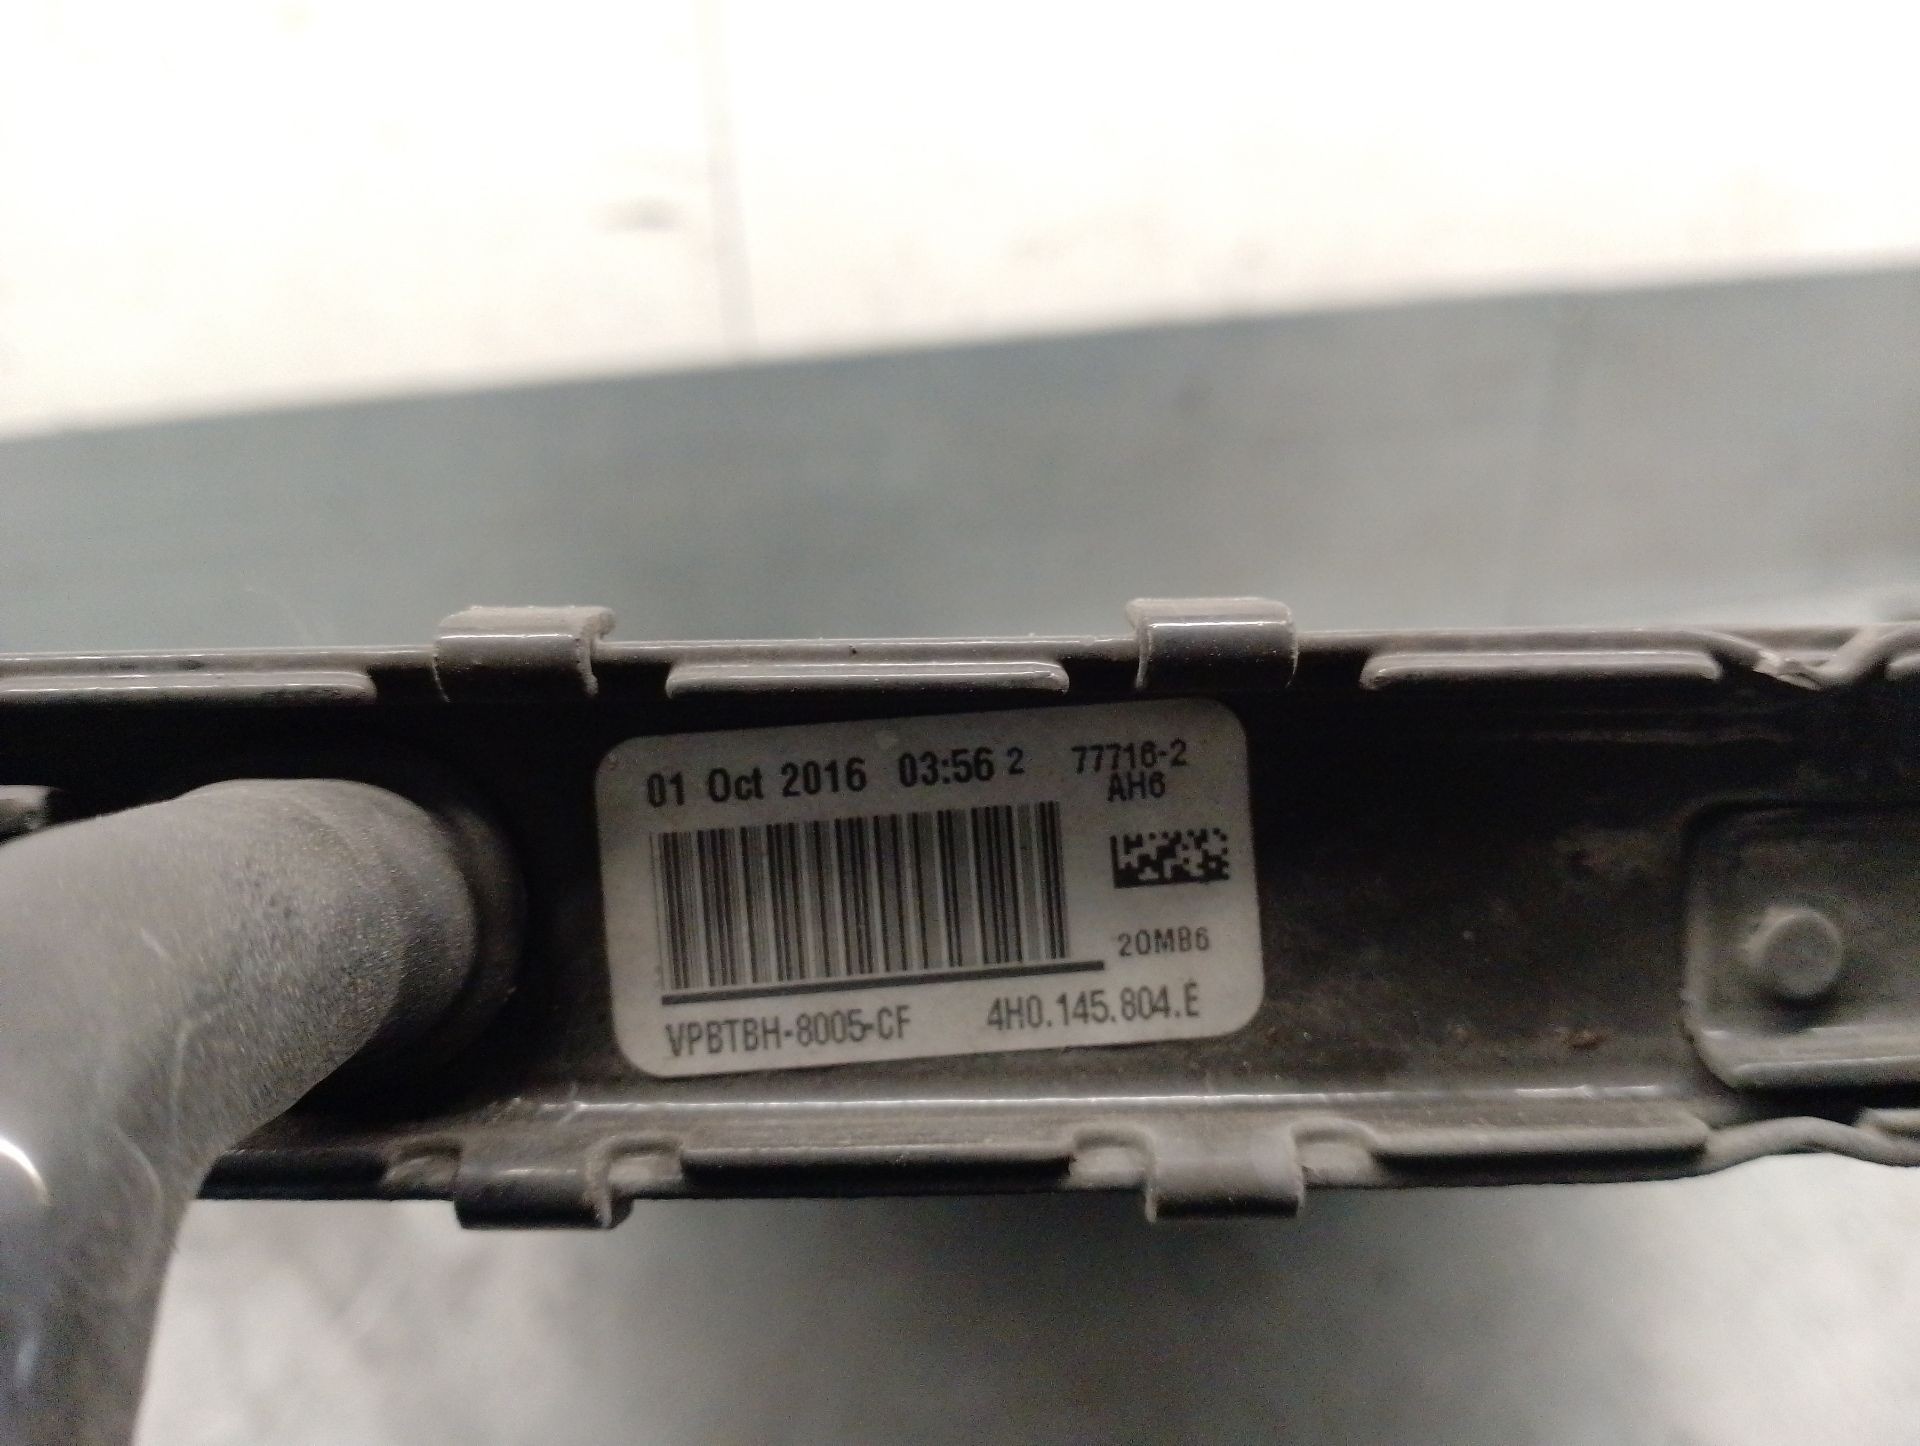 01 Oct 2016 03:56 2 77716-2
AH6
20MB6
VPBTBH-8005-CF 4H0.145.804.E